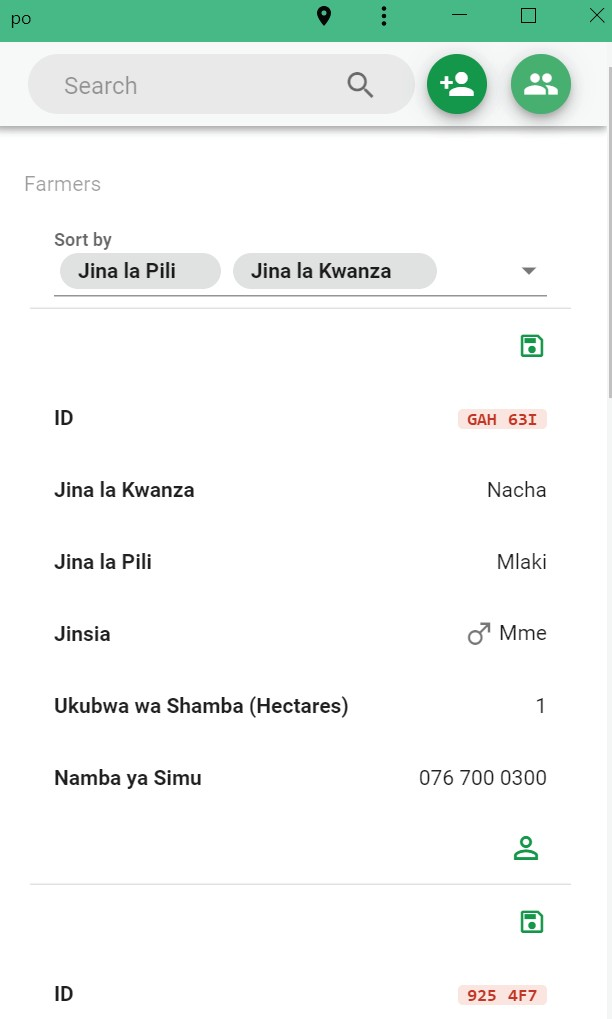 po
Search
Farmers
Sort by
Jina la Pili Jina la Kwanza
ID GAH 63I
Jina la Kwanza Nacha
Jina la Pili Mlaki
Jinsia Mme
Ukubwa wa Shamba (Hectares) 1
Namba ya Simu 076 700 0300
ID 925 4F7